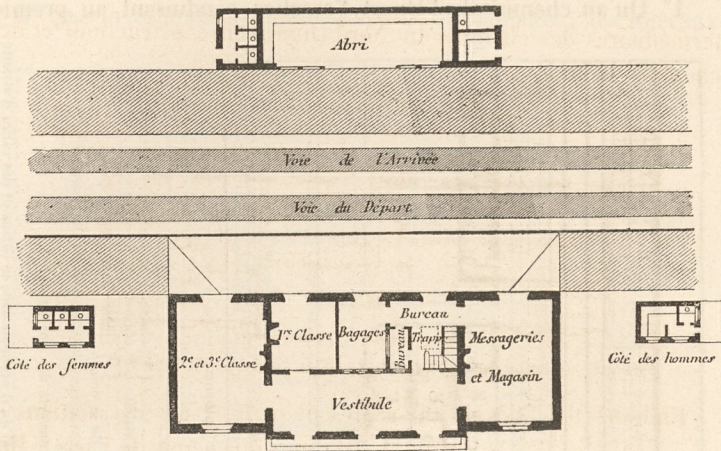 Abri
Voie de l'Arrivée
Voie du Départ
Bureau
1re Classe
Bagages
Bureau
Trappe
Messageries
et Magasin
2e. et 3e. Classe
Vestibule
Côté des femmes
Côté des hommes